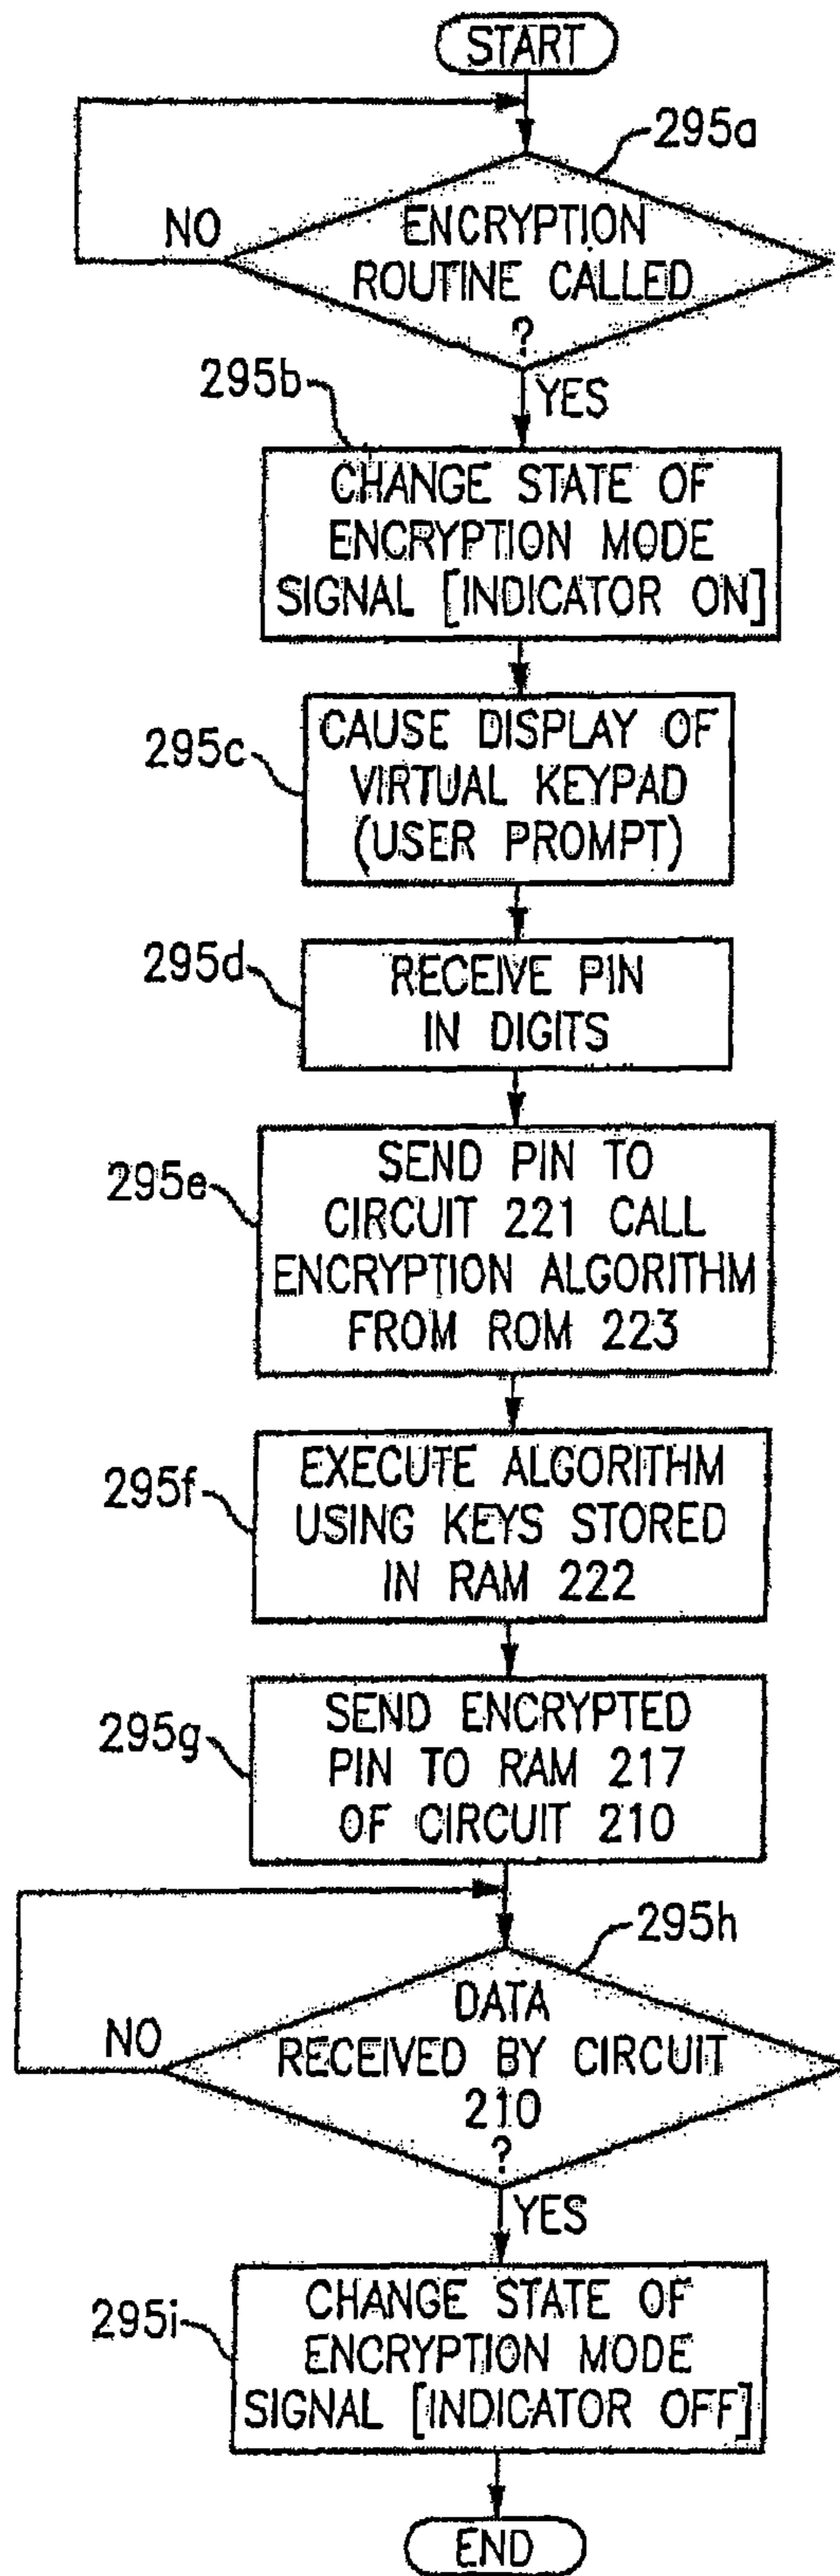 START
295a
NO
ENCRYPTION
ROUTINE CALLED
?
295b
YES
CHANGE STATE OF
ENCRYPTION MODE
SIGNAL [INDICATOR ON]
295c
CAUSE DISPLAY OF
VIRTUAL KEYPAD
(USER PROMPT)
295d
RECEIVE PIN
IN DIGITS
295e
SEND PIN TO
CIRCUIT 221 CALL
ENCRYPTION ALGORITHM
FROM ROM 223
295f
EXECUTE ALGORITHM
USING KEYS STORED
IN RAM 222
295g
SEND ENCRYPTED
PIN TO RAM 217
OF CIRCUIT 210
295h
NO
DATA
RECEIVED BY CIRCUIT
210
?
YES
295i
CHANGE STATE OF
ENCRYPTION MODE
SIGNAL [INDICATOR OFF]
END